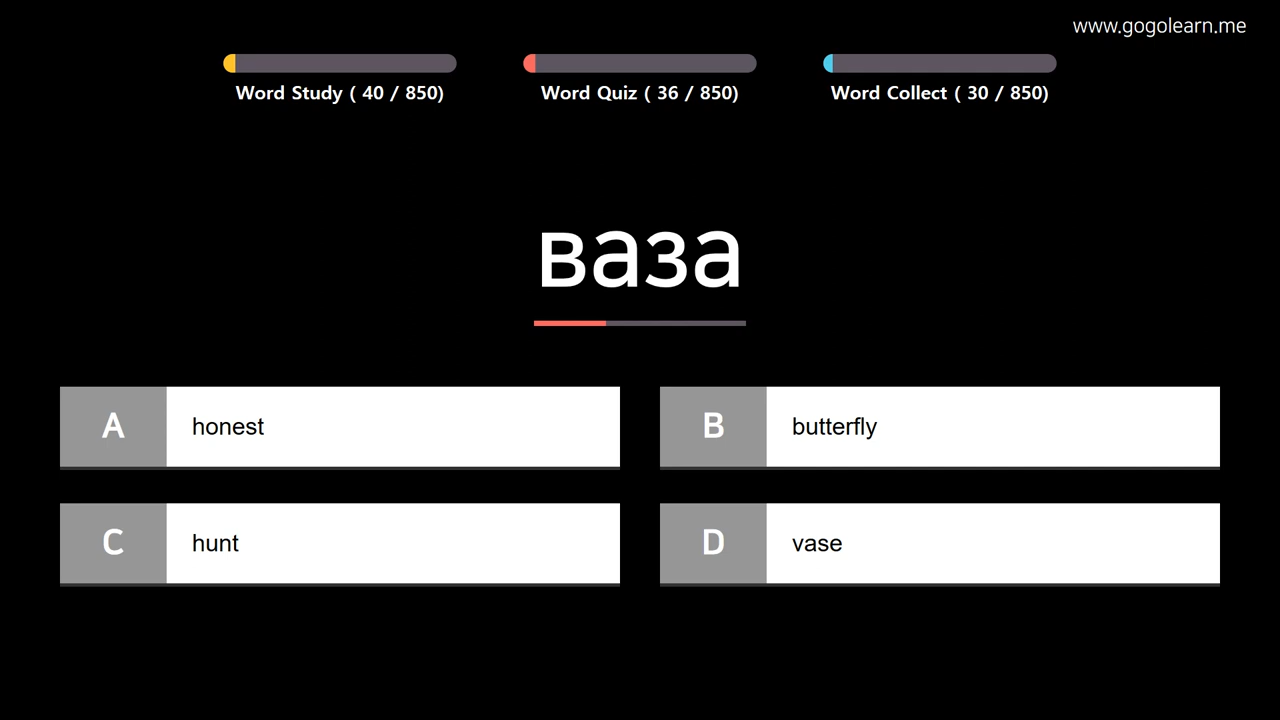 www.gogolearn.me
Word Study ( 40 / 850)
Word Quiz ( 36 / 850)
Word Collect ( 30 / 850)
ваза
A honest
B butterfly
C hunt
D vase